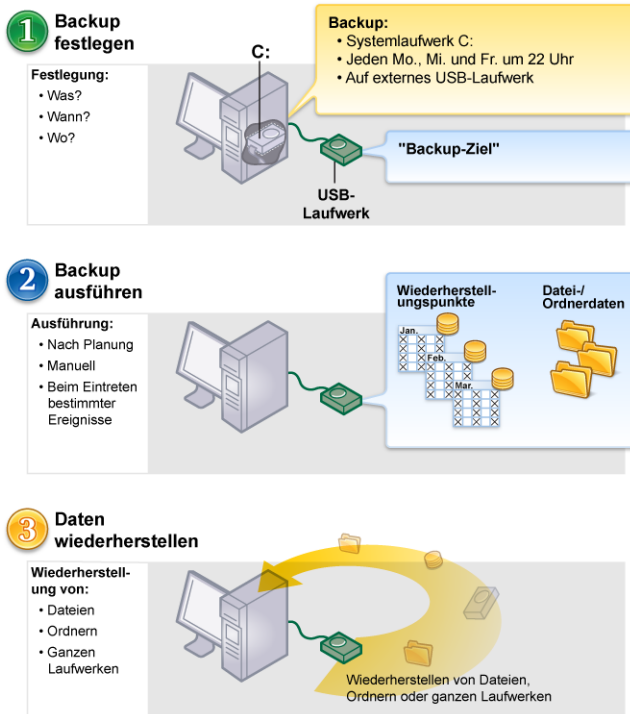 1 Backup
festlegen
Festlegung:
• Was?
• Wann?
• Wo?
C:
Backup:
• Systemlaufwerk C:
• Jeden Mo., Mi. und Fr. um 22 Uhr
• Auf externes USB-Laufwerk
"Backup-Ziel"
USB-
Laufwerk
2 Backup
ausführen
Ausführung:
• Nach Planung
• Manuell
• Beim Eintreten
bestimmter
Ereignisse
Wiederherstell-
ungspunkte
Jan.
Feb.
Mar.
Datei-/
Ordnerdaten
3 Daten
wiederherstellen
Wiederherstell-
ung von:
• Dateien
• Ordnern
• Ganzen
Laufwerken
Wiederherstellen von Dateien,
Ordnern oder ganzen Laufwerken